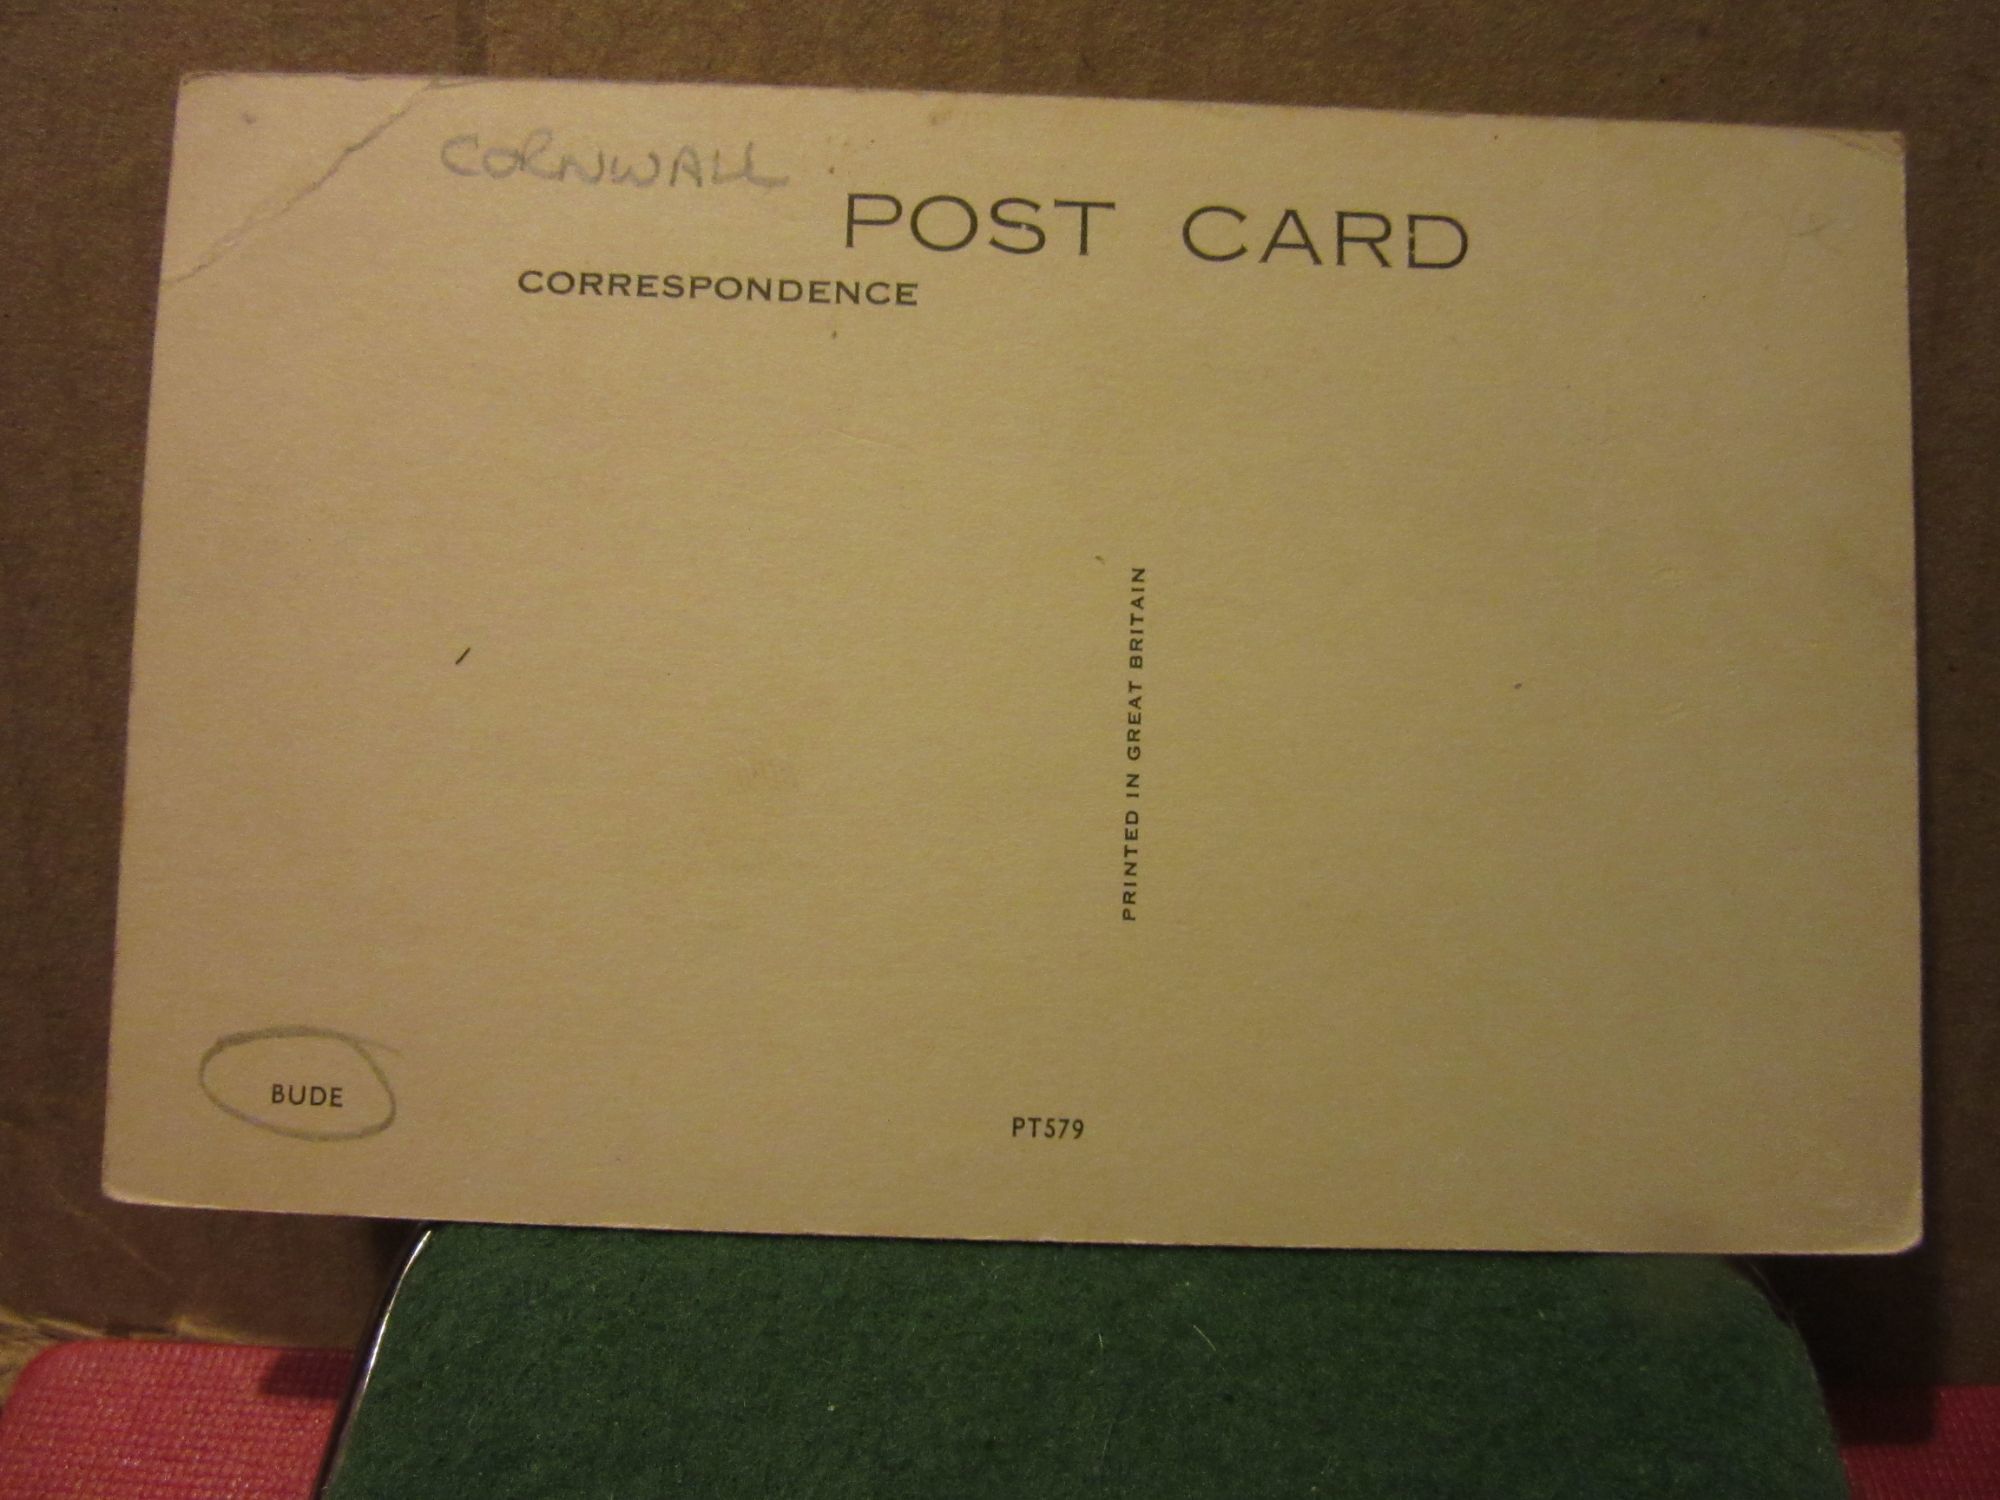 CORNWALL
POST CARD
CORRESPONDENCE
PRINTED IN GREAT BRITAIN
BUDE
PT579